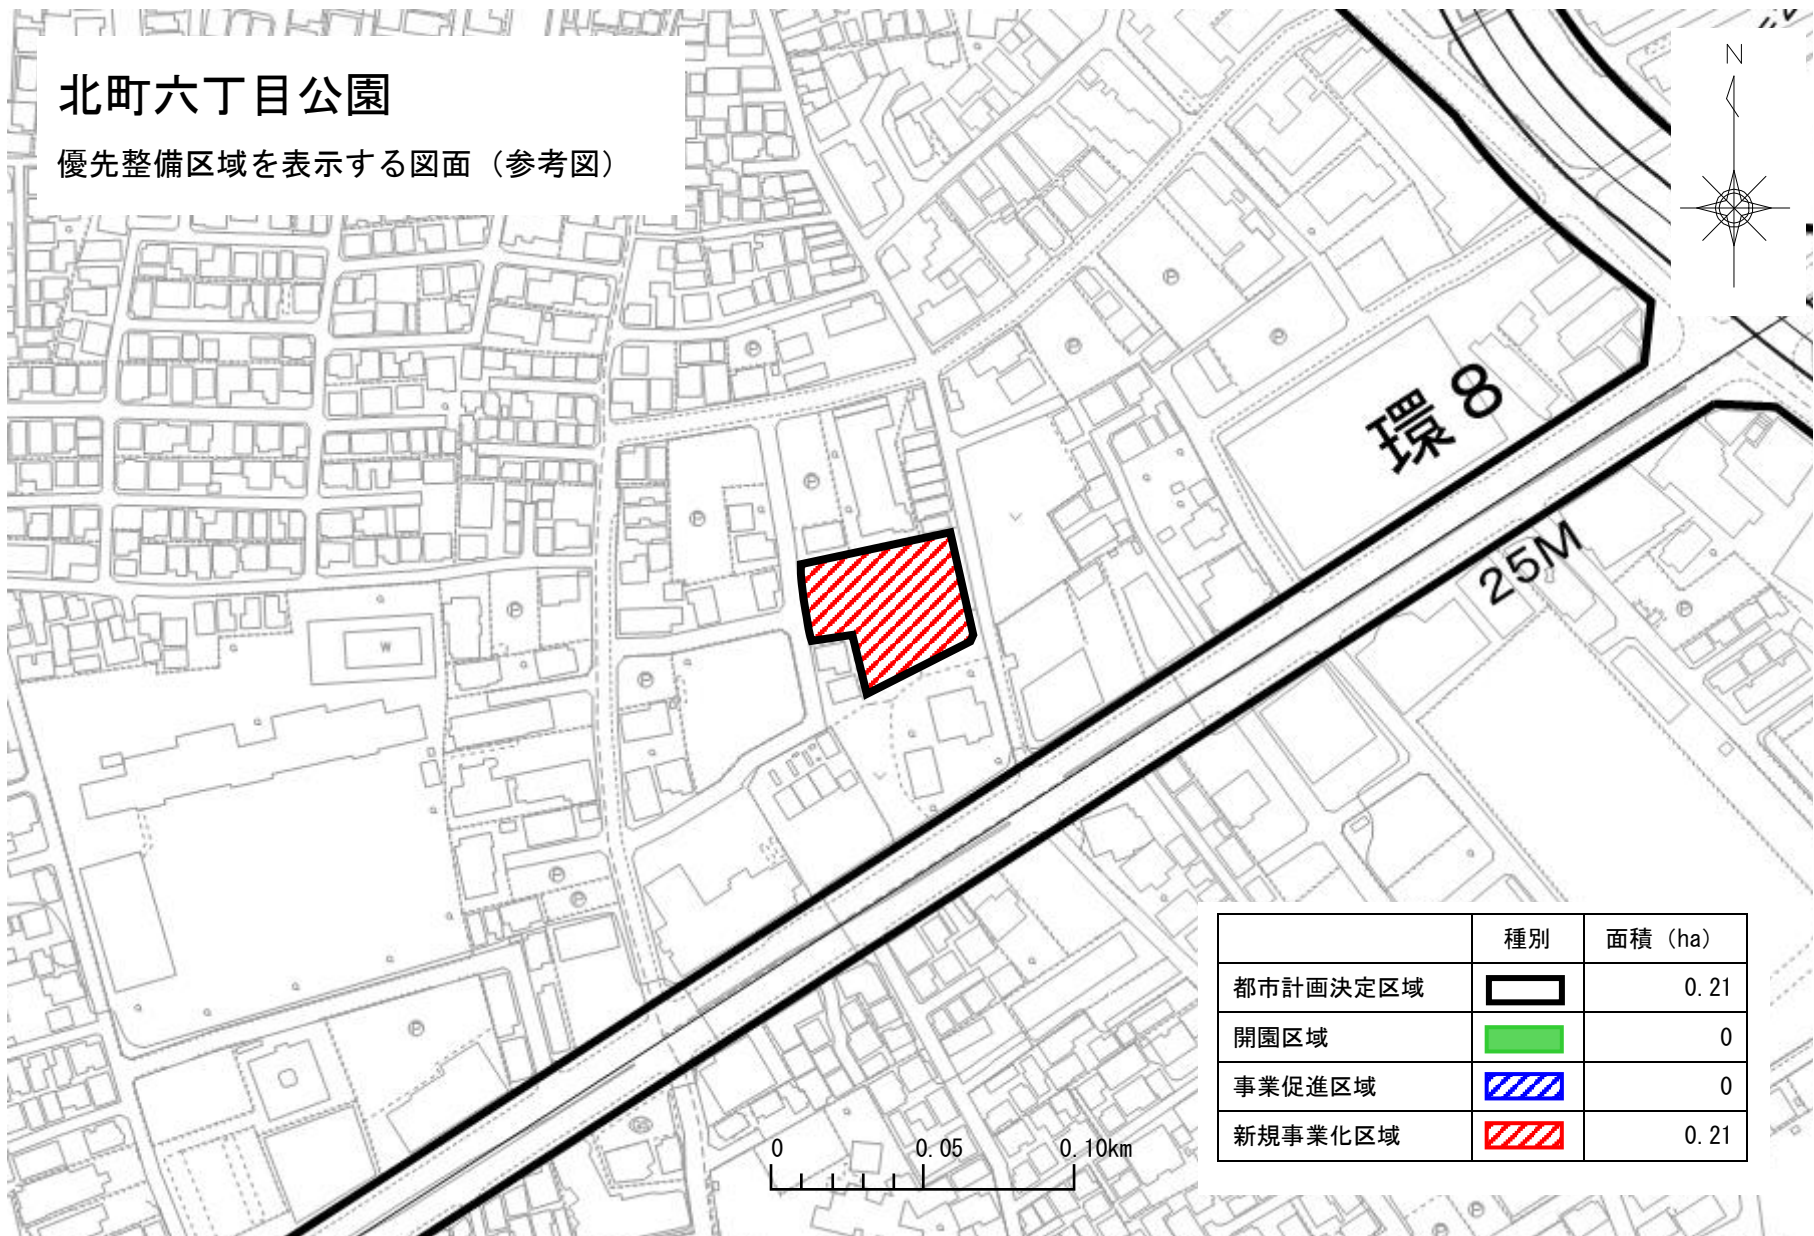 北町六丁目公園
優先整備区域を表示する図面（参考図）
N
環8
25M
W
種別 面積（ha）
都市計画決定区域 0.21
開園区域 0
事業促進区域 0
新規事業化区域 0.21
0 0.05 0.10km